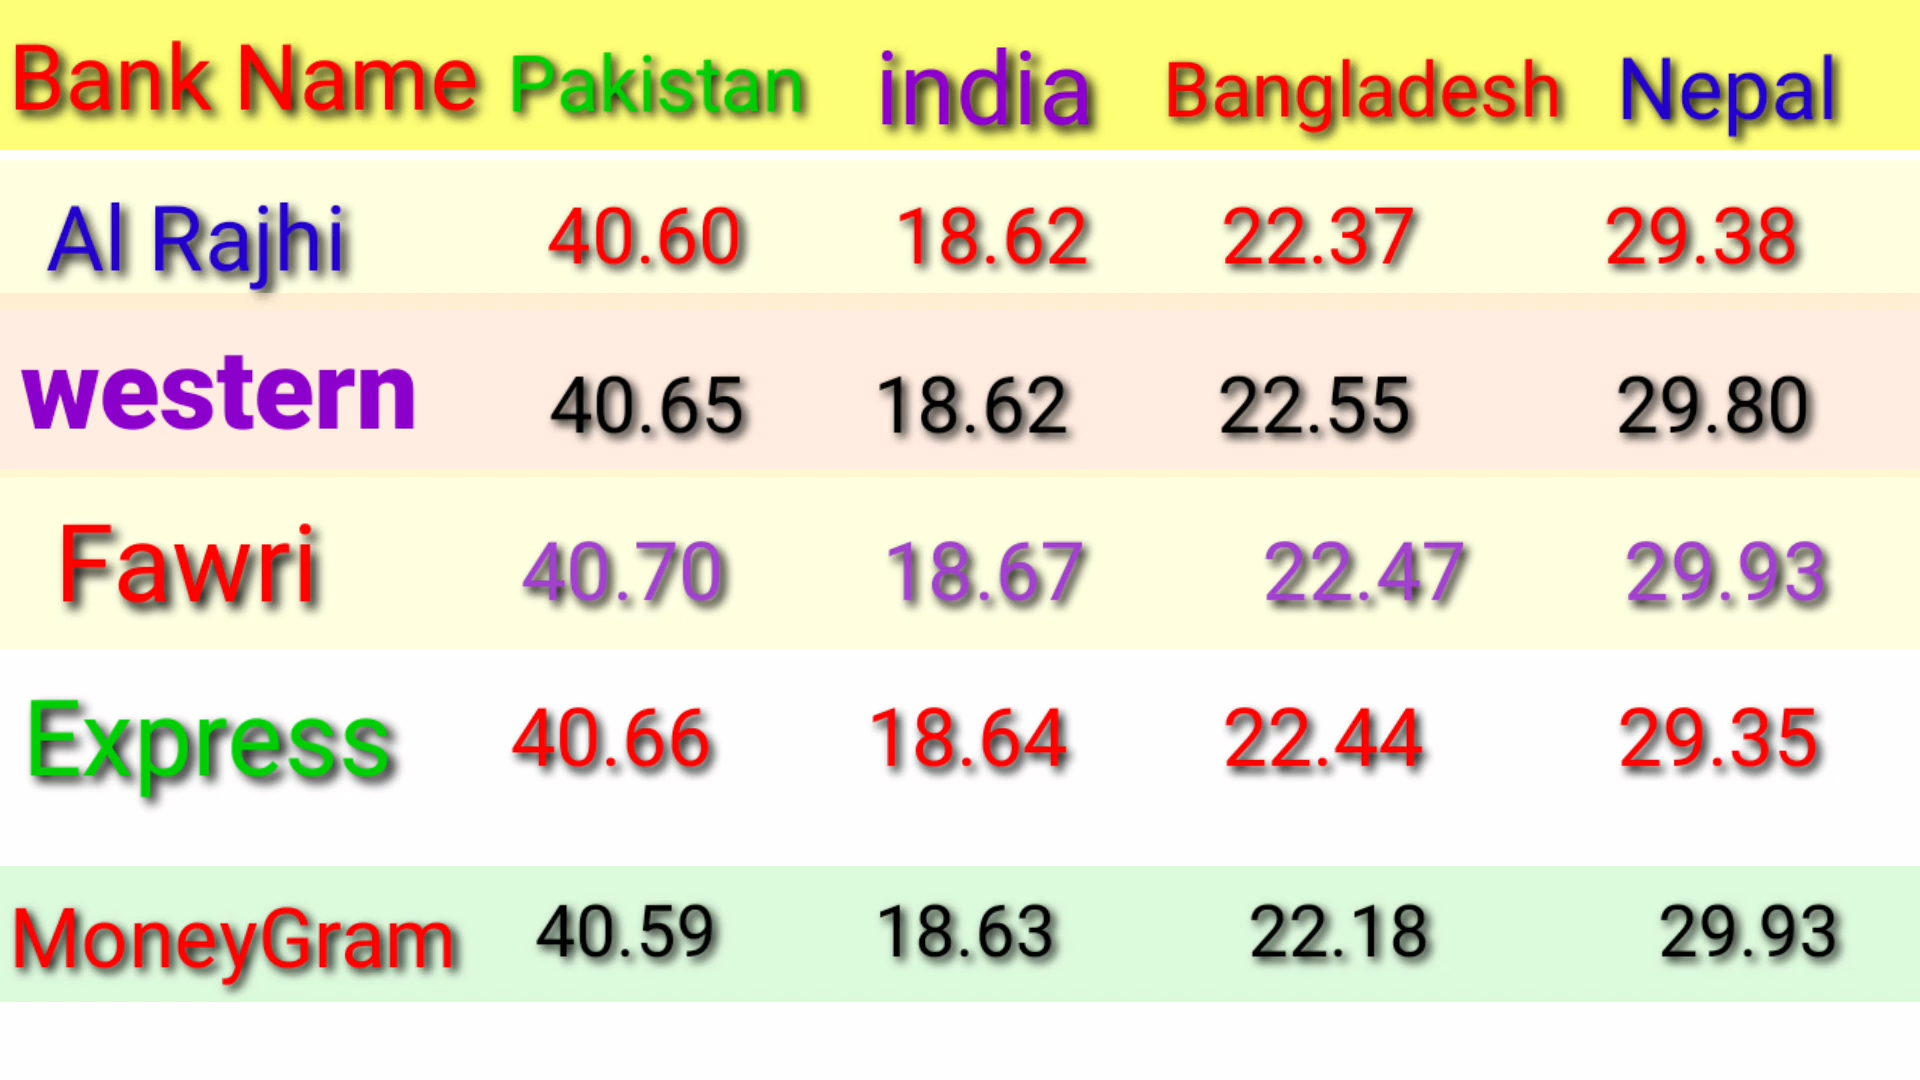 Bank Name Pakistan india Bangladesh Nepal
Al Rajhi 40.60 18.62 22.37 29.38
western 40.65 18.62 22.55 29.80
Fawri 40.70 18.67 22.47 29.93
Express 40.66 18.64 22.44 29.35
MoneyGram 40.59 18.63 22.18 29.93